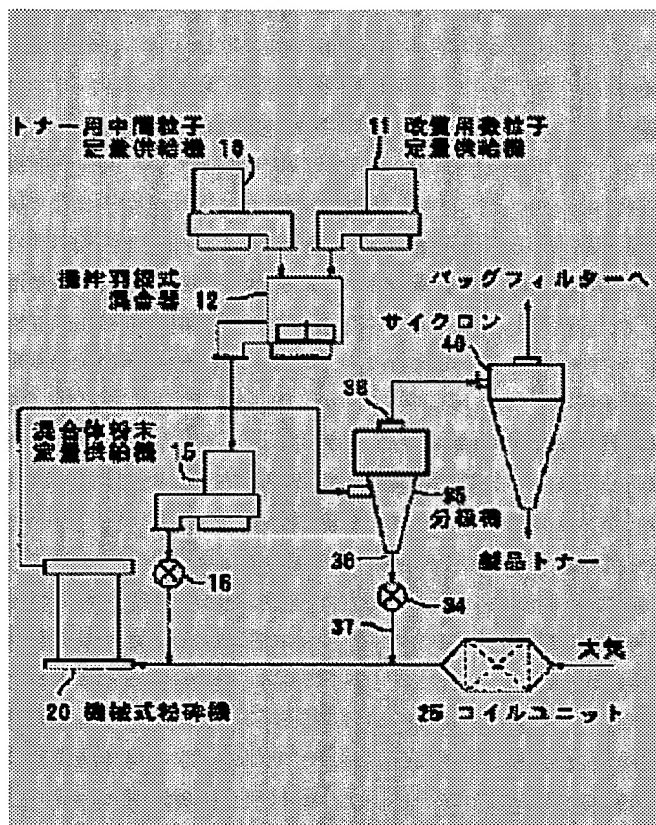 トナー用中間粒子
定量供給機 10
11 改質用微粒子
定量供給機
攪拌羽根式
混合器 12
バッグフィルターへ
サイクロン
40
38
混合体粉末
定量供給機
15
35
分級機
36
製品トナー
16
34
37
大気
20 機械式粉砕機
25 コイルユニット